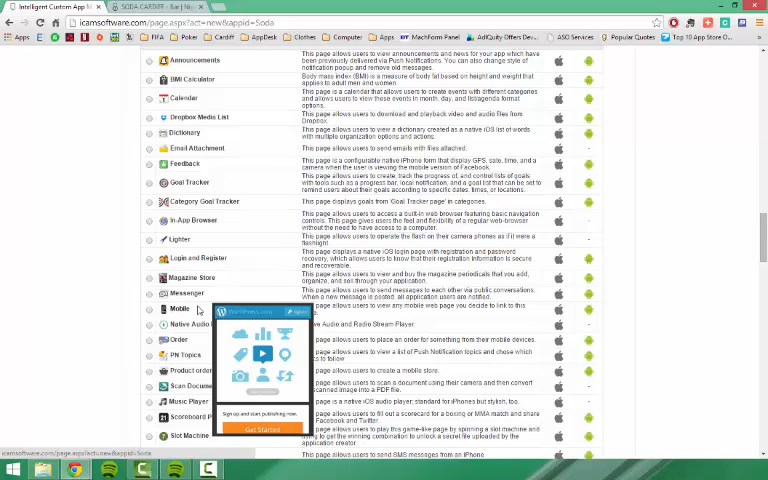 Intelligent Custom App M
SODA CARDIFF - Bar | Ni
icamsoftware.com/page.aspx?act=new&appid=Soda
Apps
FIFA
Poker
Cardiff
AppDesk
Clothes
Computer
MachForm Panel
AdIQuity Offers Dev...
ASO Services
Popular Quotes
Top 10 App Store O...
Announcements
This page allows users to view announcements and news for your app which have
been previously delivered via Push Notifications. You can also change style of
notification popup and remove old messages.
BMI Calculator
Body mass index (BMI) is a measure of body fat based on height and weight that
applies to adult men and women.
Calendar
This page is a calendar that allows users to create events with different categories
and allows users to view these events in month, day, and list/agenda format
options.
Dropbox Media List
This page allows users to download and playback video and audio files from
Dropbox.
Dictionary
This page allows users to view a dictionary created as a native iOS list of words
with multiple organization options and actions.
Email Attachment
This page allows users to send emails with files attached.
Feedback
This page is a configurable native iPhone form that display GPS, sate, time, and a
camera when the user is viewing the mobile version of Facebook.
Goal Tracker
This page allows users to create, track the progress of, and control lists of goals
with tools such as a progress bar, local notification, and a goal list that can be set to
remind users about their goals according to specific dates, times, or locations.
Category Goal Tracker
This page displays goals from 'Goal Tracker page' in categories.
In-App Browser
This page allows users to access a built-in web browser featuring basic navigation
controls. This page gives users the feel and flexibility of a regular web-browser
without the need to have access to a computer.
Lighter
This page allows users to operate the flash on their camera phones as if it were a
flashlight.
Login and Register
This page displays a native iOS login page with registration and password
recovery, which allows users to know that their registration information is secure
and recoverable.
Magazine Store
This page allows users to view and buy the magazine periodicals that you add,
organize, and sell through your application.
Messenger
This page allows users to send messages to each other via public conversations.
When a new message is posted, all application users are notified.
Mobile
This page allows users to view any mobile web page you decide to link this
Native Audio
ve Audio and Radio Stream Player.
Order
page allows users to place an order for something from their mobile devices.
PN Topics
page allows users to view a list of Push Notification topics and chose which
cs to follow
Product order
page allows users to create a mobile store.
Scan Docume
page allows users to scan a document using their camera and then convert
scanned image into a PDF file.
Music Player
page is a native iOS audio player; standard for iPhones but stylish, too.
Scoreboard P
page allows users to fill out a scorecard for a boxing or MMA match and share
Facebook and Twitter.
Slot Machine
page allows users to play this game-like page by spinning a slot machine and
ng to get the winning combination to unlock a secret file uploaded by the
application creator
This page allows users to send SMS messages from an iPhone
WordPress.com
Sign up and start publishing now.
Get Started
icamsoftware.com/page.aspx?act=new&appid=Soda